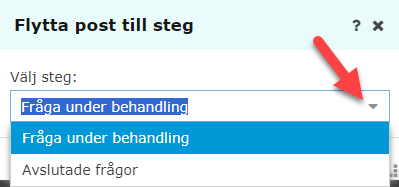 Flytta post till steg ? ×
Välj steg:
Fråga under behandling
Fråga under behandling
Avslutade frågor